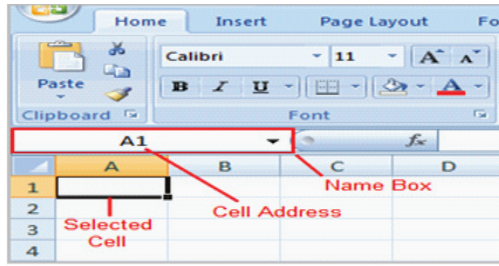 Home Insert Page Layout Fo
Calibri 11 A A
Paste B I U A
Clipboard Font
A1 fx
A B C D
1 Name Box
2 Cell Address
3 Selected
Cell
4